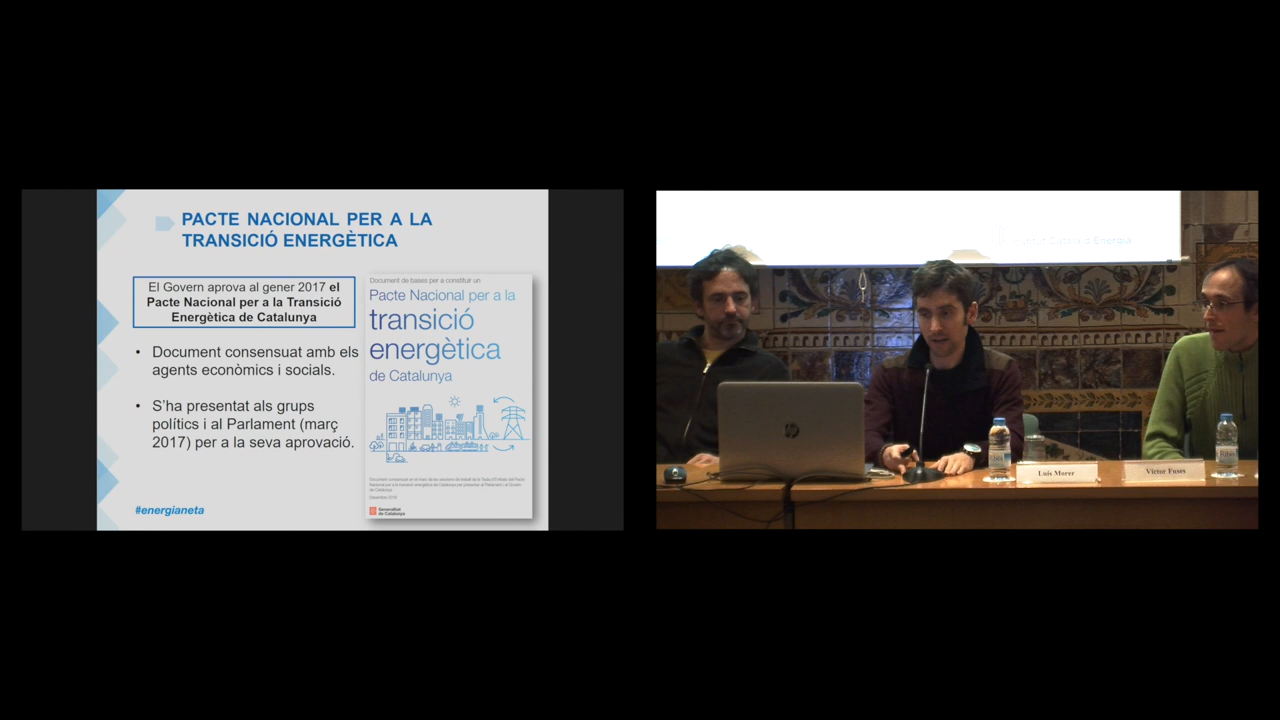 PACTE NACIONAL PER A LA
TRANSICIÓ ENERGÈTICA
El Govern aprova al gener 2017 el
Pacte Nacional per a la Transició
Energètica de Catalunya
• Document consensuat amb els
agents econòmics i socials.
• S'ha presentat als grups
polítics i al Parlament (març
2017) per a la seva aprovació.
#energianeta
Document de bases per a constituir un
Pacte Nacional per a la
transició
energètica
de Catalunya
Generalitat
de Catalunya
hp
Luis Morer
Víctor Fuses